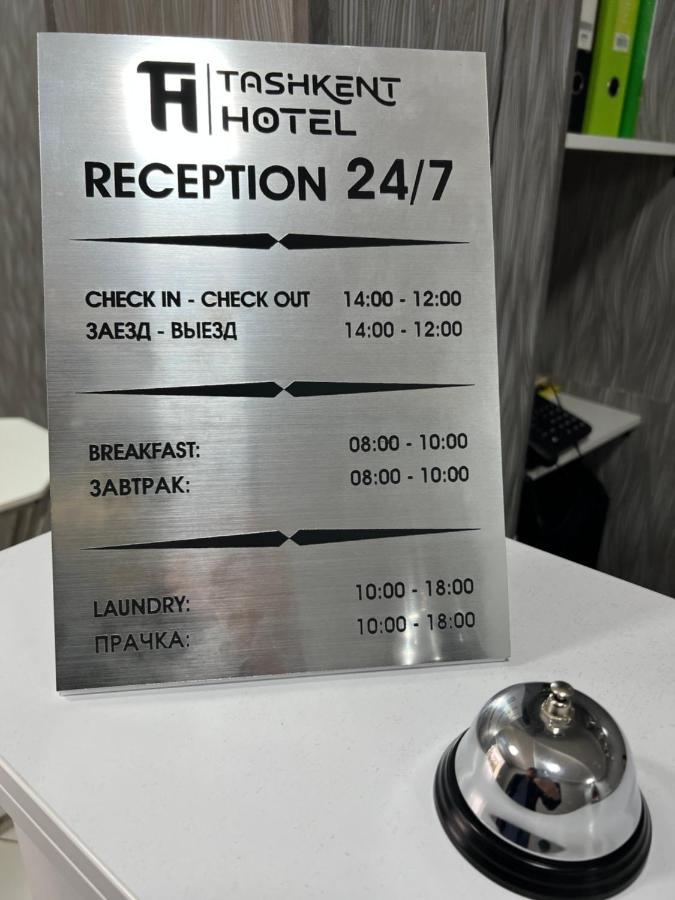 TH TASHKENT
HOTEL
RECEPTION 24/7
CHECK IN - CHECK OUT 14:00 - 12:00
ЗАЕЗД - ВЫЕЗД 14:00 - 12:00
BREAKFAST: 08:00 - 10:00
ЗАВТРАК: 08:00 - 10:00
LAUNDRY: 10:00 - 18:00
ПРАЧКА: 10:00 - 18:00